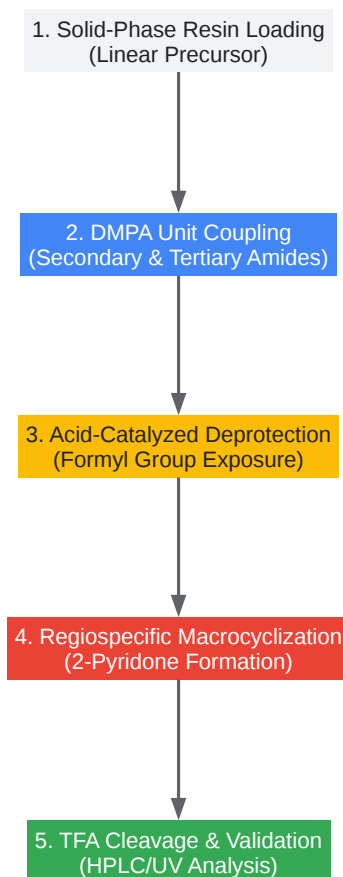 1. Solid-Phase Resin Loading
(Linear Precursor)
2. DMPA Unit Coupling
(Secondary & Tertiary Amides)
3. Acid-Catalyzed Deprotection
(Formyl Group Exposure)
4. Regiospecific Macrocyclization
(2-Pyridone Formation)
5. TFA Cleavage & Validation
(HPLC/UV Analysis)